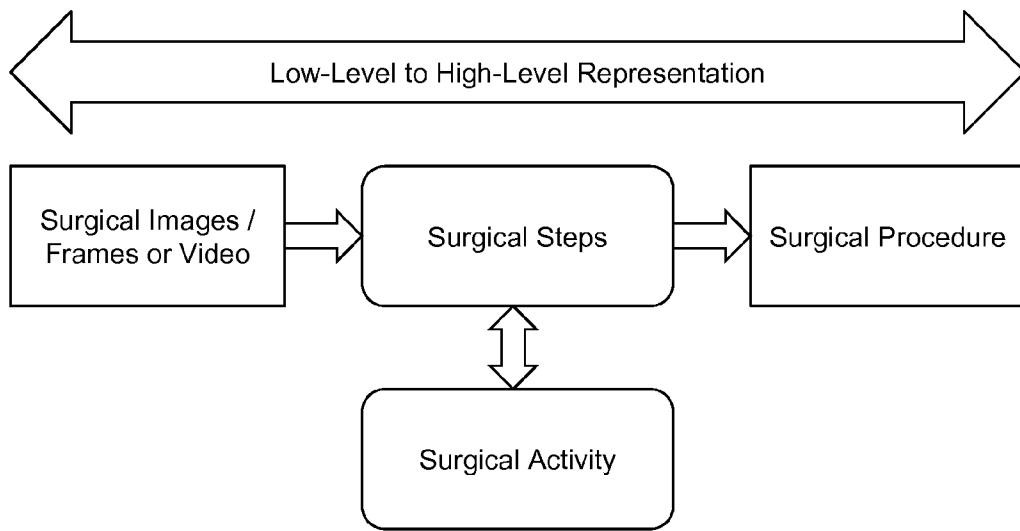 Low-Level to High-Level Representation
Surgical Images /
Frames or Video
Surgical Steps
Surgical Procedure
Surgical Activity